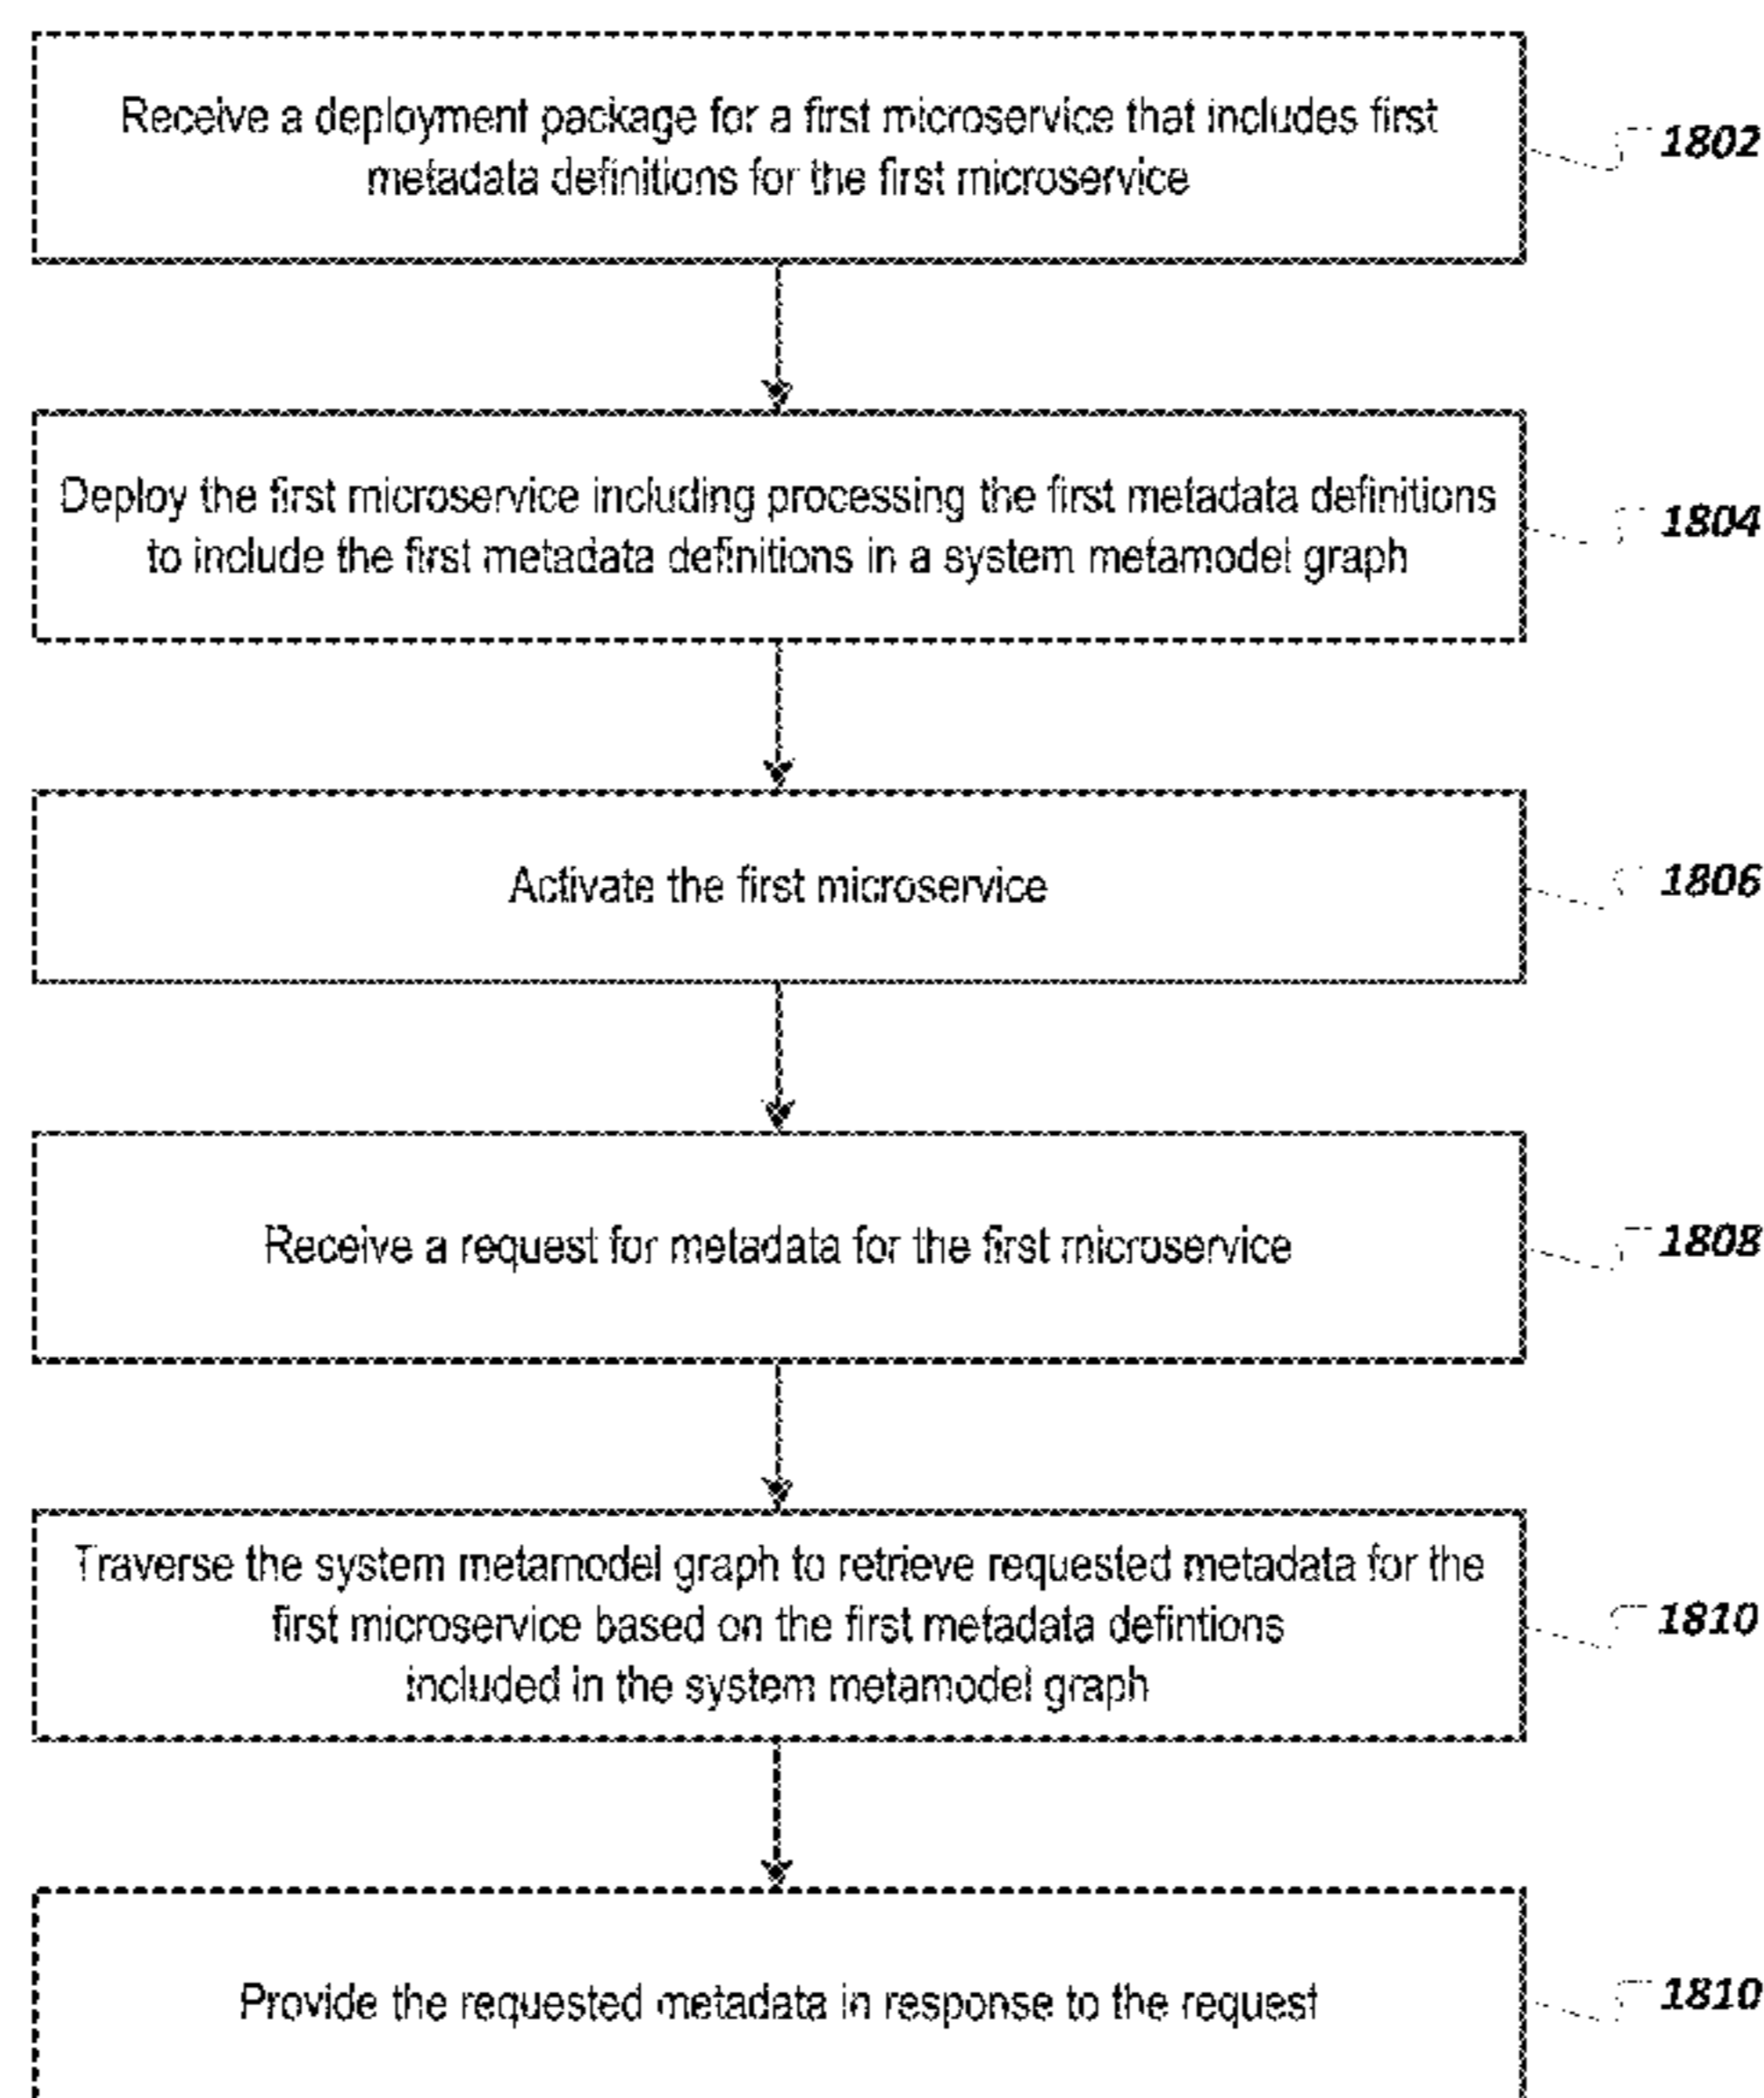 Receive a deployment package for a first microservice that includes first
metadata definitions for the first microservice
1802
Deploy the first microservice including processing the first metadata definitions
to include the first metadata definitions in a system metamodel graph
1804
Activate the first microservice
1806
Receive a request for metadata for the first microservice
1808
Traverse the system metamodel graph to retrieve requested metadata for the
first microservice based on the first metadata defintions
included in the system metamodel graph
1810
Provide the requested metadata in response to the request
1810